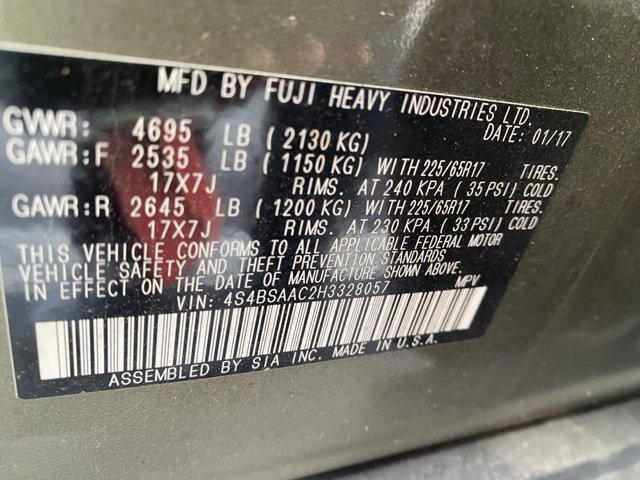 MFD BY FUJI HEAVY INDUSTRIES LTD.
GVWR: 4695 LB (2130 KG) DATE: 01/17
GAWR:F 2535 LB (1150 KG) WITH 225/65R17 TIRES.
17X7J RIMS. AT 240 KPA (35 PSI) COLD
GAWR:R 2645 LB (1200 KG) WITH 225/65R17 TIRES.
17X7J RIMS. AT 230 KPA (33 PSI) COLD
THIS VEHICLE CONFORMS TO ALL APPLICABLE FEDERAL MOTOR
VEHICLE SAFETY AND THEFT PREVENTION STANDARDS
IN EFFECT ON THE DATE OF MANUFACTURE SHOWN ABOVE.
VIN: 4S4BSAAC2H3328057 MPV
ASSEMBLED BY SIA INC. MADE IN U.S.A.